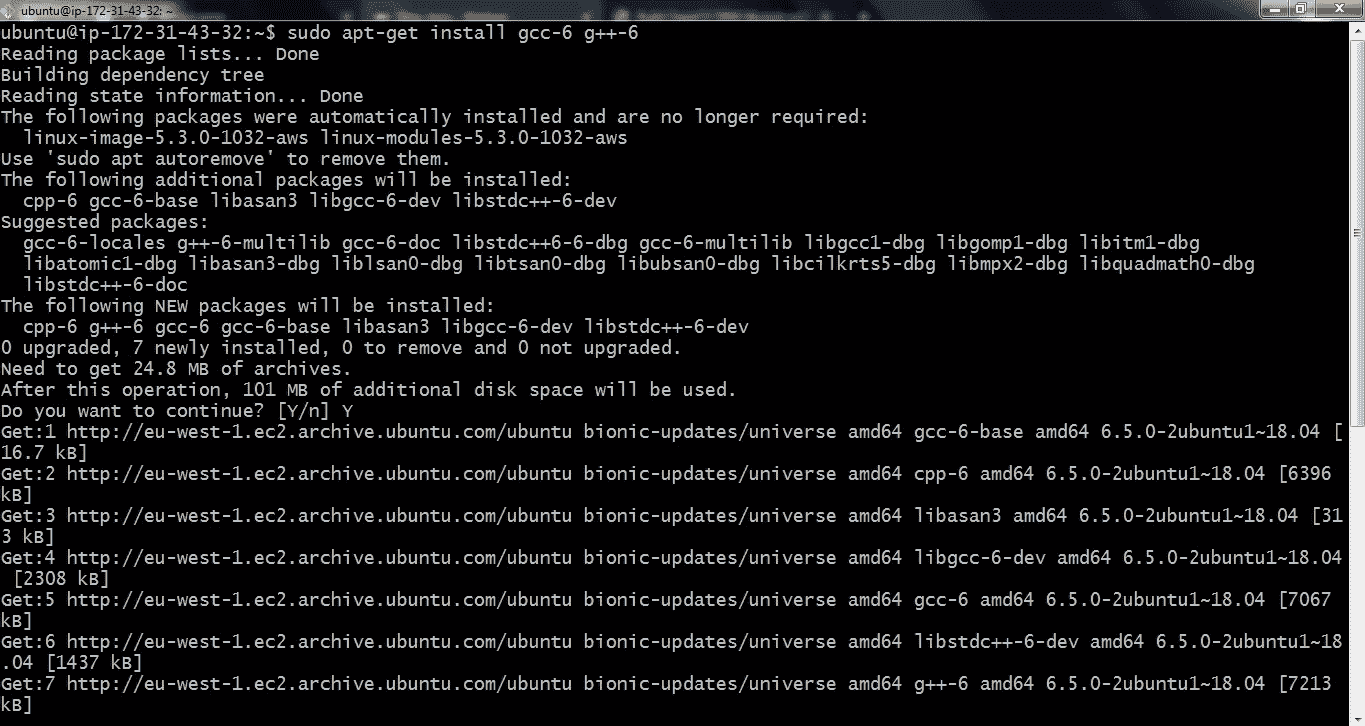 ubuntu@ip-172-31-43-32: ~
ubuntu@ip-172-31-43-32:~$ sudo apt-get install gcc-6 g++-6
Reading package lists... Done
Building dependency tree
Reading state information... Done
The following packages were automatically installed and are no longer required:
  linux-image-5.3.0-1032-aws linux-modules-5.3.0-1032-aws
Use 'sudo apt autoremove' to remove them.
The following additional packages will be installed:
  cpp-6 gcc-6-base libasan3 libgcc-6-dev libstdc++-6-dev
Suggested packages:
  gcc-6-locales g++-6-multilib gcc-6-doc libstdc++6-6-dbg gcc-6-multilib libgcc1-dbg libgomp1-dbg libitm1-dbg
  libatomic1-dbg libasan3-dbg liblsan0-dbg libtsan0-dbg libubsan0-dbg libcilkrts5-dbg libmpx2-dbg libquadmath0-dbg
  libstdc++-6-doc
The following NEW packages will be installed:
  cpp-6 g++-6 gcc-6 gcc-6-base libasan3 libgcc-6-dev libstdc++-6-dev
0 upgraded, 7 newly installed, 0 to remove and 0 not upgraded.
Need to get 24.8 MB of archives.
After this operation, 101 MB of additional disk space will be used.
Do you want to continue? [Y/n] Y
Get:1 http://eu-west-1.ec2.archive.ubuntu.com/ubuntu bionic-updates/universe amd64 gcc-6-base amd64 6.5.0-2ubuntu1~18.04 [
16.7 kB]
Get:2 http://eu-west-1.ec2.archive.ubuntu.com/ubuntu bionic-updates/universe amd64 cpp-6 amd64 6.5.0-2ubuntu1~18.04 [6396
kB]
Get:3 http://eu-west-1.ec2.archive.ubuntu.com/ubuntu bionic-updates/universe amd64 libasan3 amd64 6.5.0-2ubuntu1~18.04 [31
3 kB]
Get:4 http://eu-west-1.ec2.archive.ubuntu.com/ubuntu bionic-updates/universe amd64 libgcc-6-dev amd64 6.5.0-2ubuntu1~18.04
 [2308 kB]
Get:5 http://eu-west-1.ec2.archive.ubuntu.com/ubuntu bionic-updates/universe amd64 gcc-6 amd64 6.5.0-2ubuntu1~18.04 [7067
kB]
Get:6 http://eu-west-1.ec2.archive.ubuntu.com/ubuntu bionic-updates/universe amd64 libstdc++-6-dev amd64 6.5.0-2ubuntu1~18
.04 [1437 kB]
Get:7 http://eu-west-1.ec2.archive.ubuntu.com/ubuntu bionic-updates/universe amd64 g++-6 amd64 6.5.0-2ubuntu1~18.04 [7213
kB]